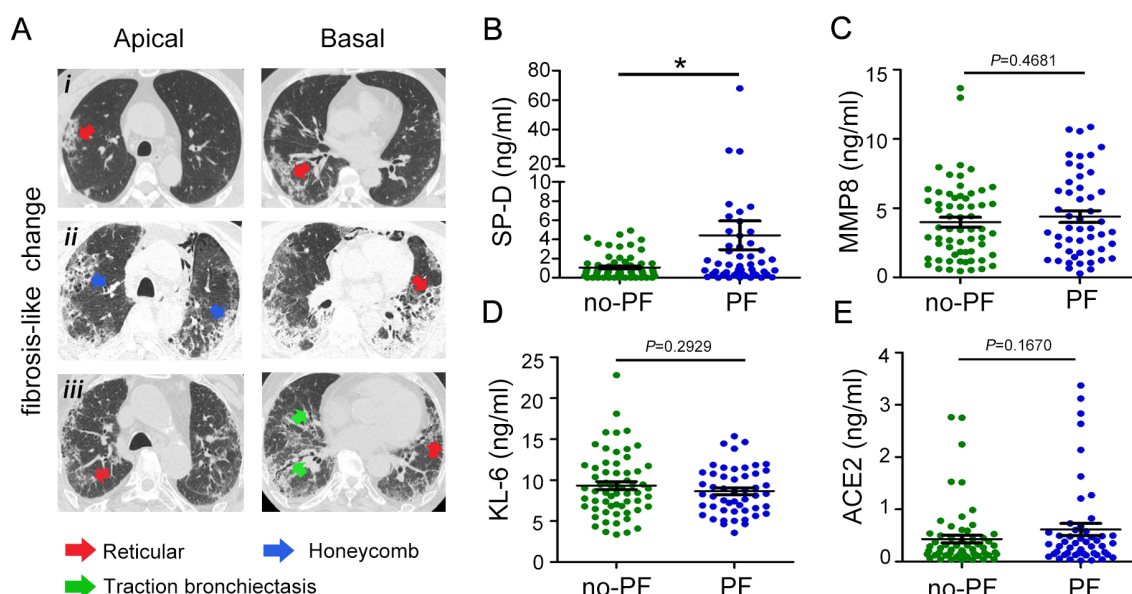 A
Apical
Basal
fibrosis-like change
i
ii
iii
Reticular
Honeycomb
Traction bronchiectasis
B
*
SP-D (ng/ml)
80
60
40
20
8
6
4
2
0
no-PF
PF
C
P=0.4681
MMP8 (ng/ml)
15
10
5
0
no-PF
PF
D
P=0.2929
KL-6 (ng/ml)
25
20
15
10
5
0
no-PF
PF
E
P=0.1670
ACE2 (ng/ml)
4
3
2
1
0
no-PF
PF